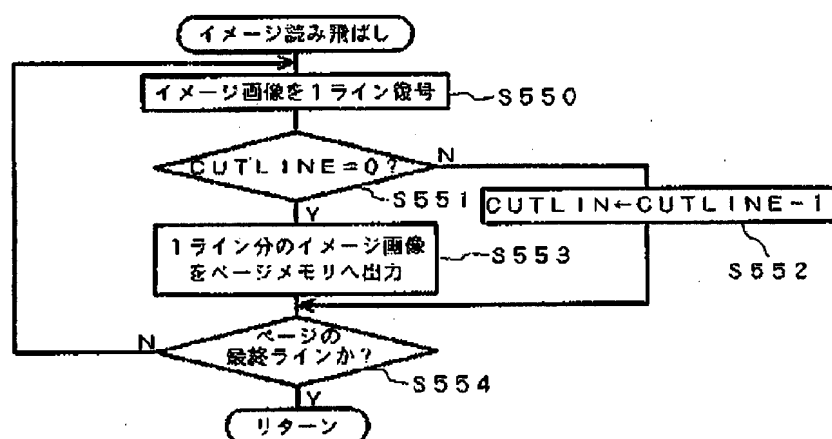 イメージ読み飛ばし
イメージ画像を1ライン復号
S550
CUTLINE=0?
N
S551
CUTLIN←CUTLINE-1
S552
Y
1ライン分のイメージ画像
をページメモリへ出力
S553
N
ページの
最終ラインか?
S554
Y
リターン